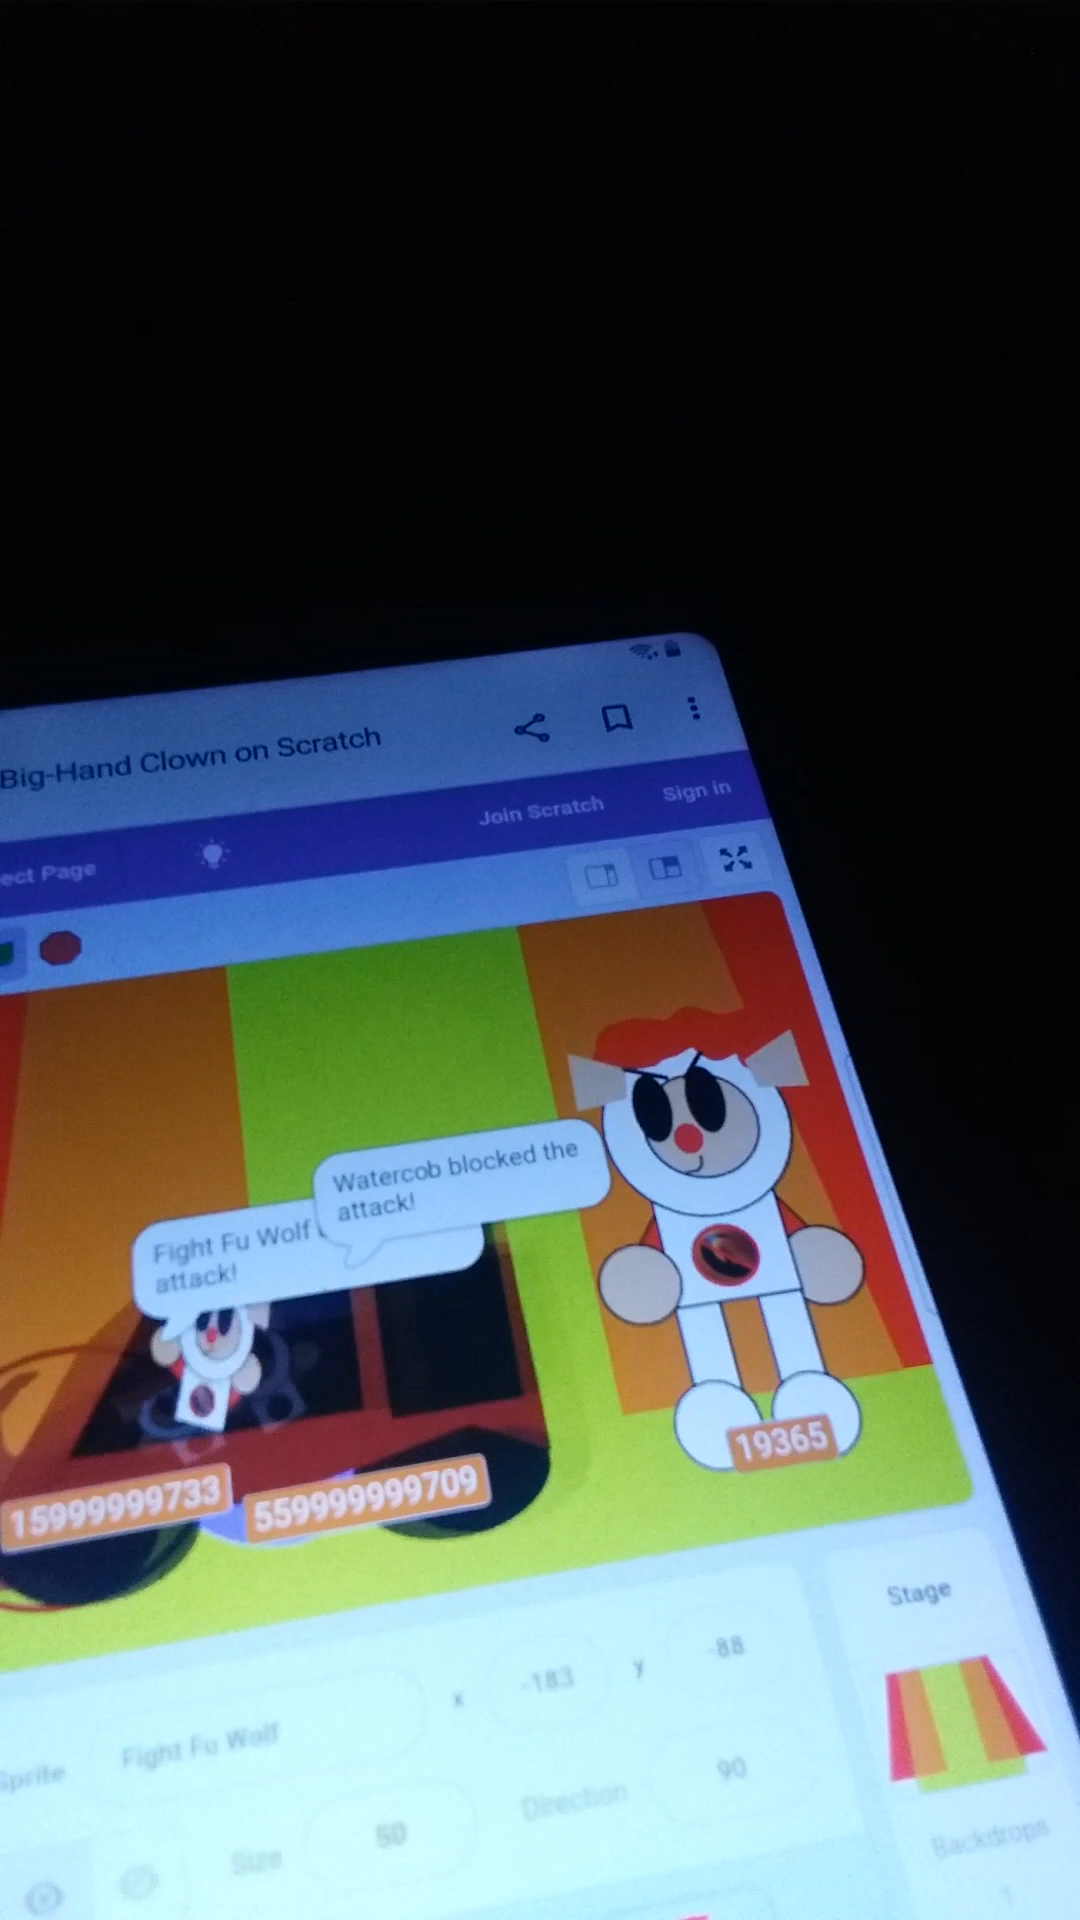 Big-Hand Clown on Scratch
Join Scratch
Sign in
ect Page
Watercob blocked the
attack!
Fight Fu Wolf
attack!
15999999733
559999999709
19365
Stage
Sprite
Fight Fu Wolf
x
-183
y
-88
Size
50
Direction
90
Backdrops
1